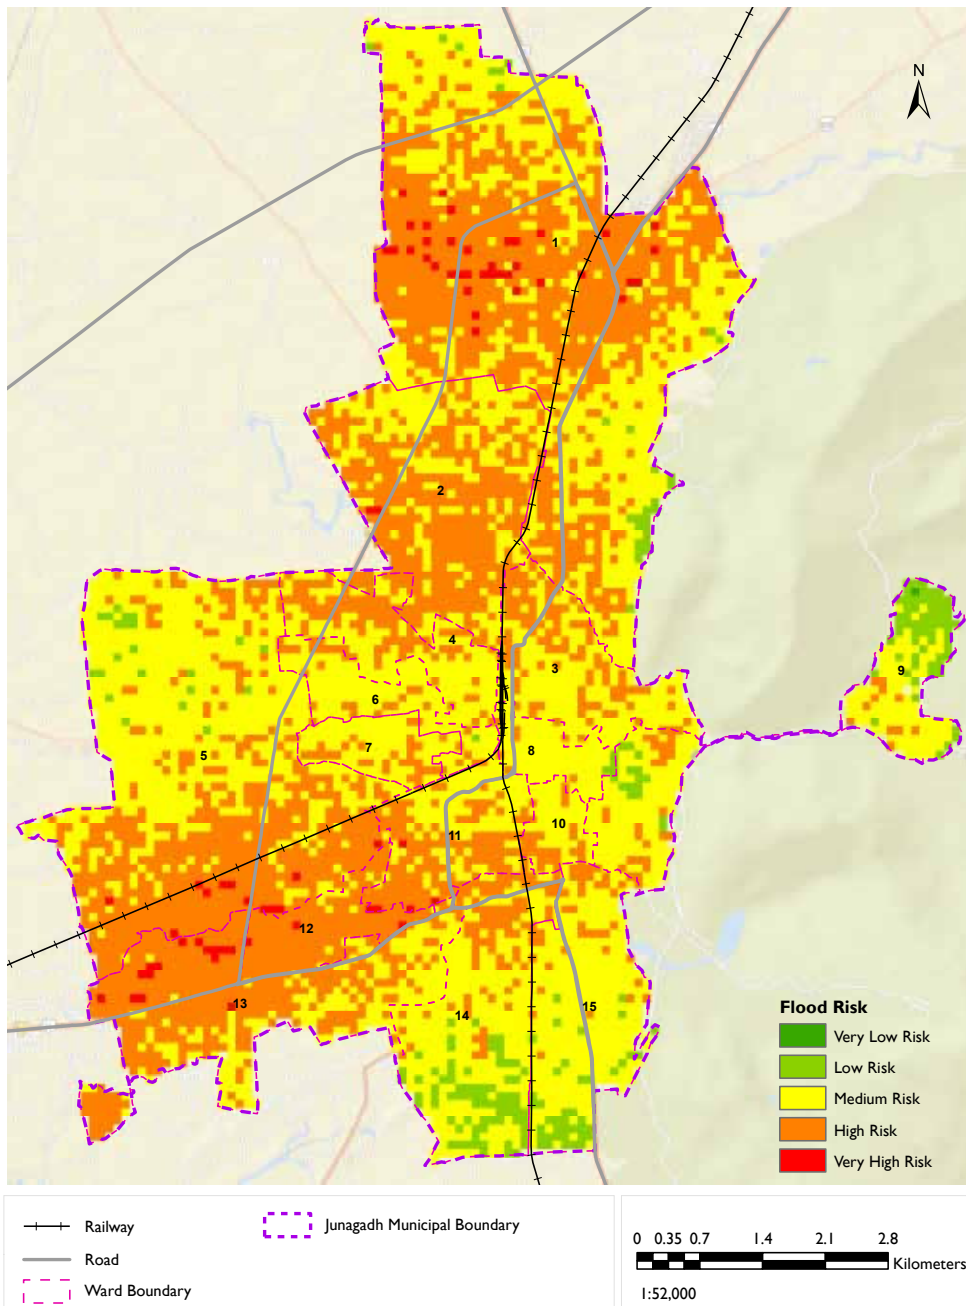 N
1
2
4
3
9
6
5
7
8
11
10
12
13
14
15
Flood Risk
Very Low Risk
Low Risk
Medium Risk
High Risk
Very High Risk
Railway
Road
Ward Boundary
Junagadh Municipal Boundary
0 0.35 0.7 1.4 2.1 2.8
Kilometers
1:52,000